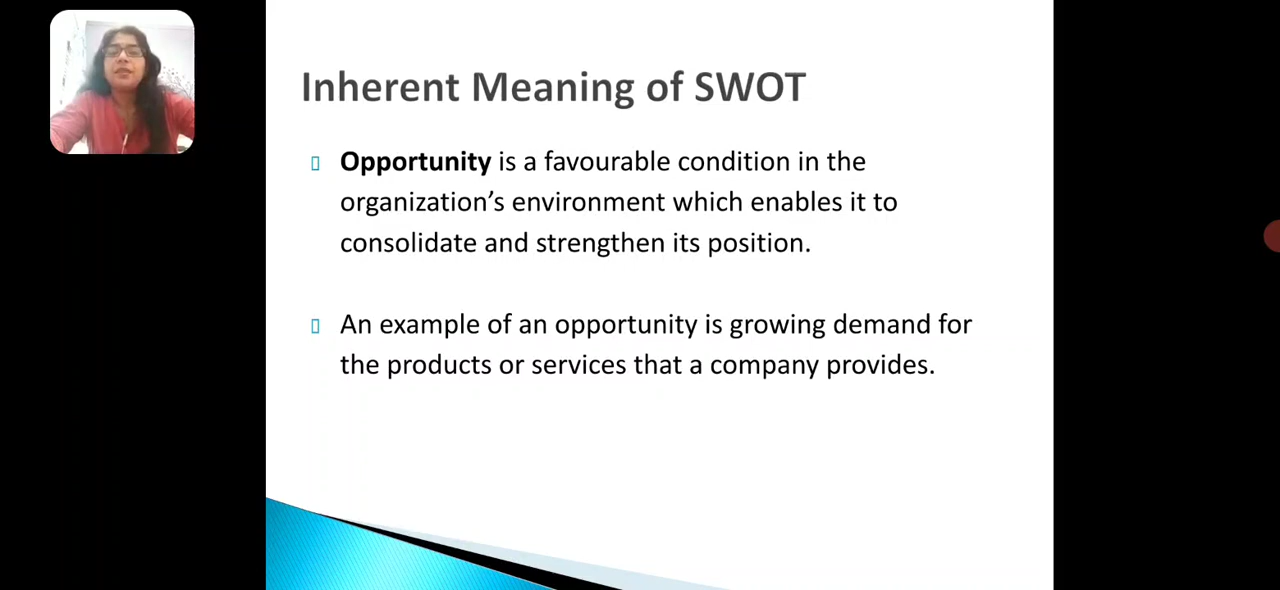 Inherent Meaning of SWOT
Opportunity is a favourable condition in the
organization’s environment which enables it to
consolidate and strengthen its position.
An example of an opportunity is growing demand for
the products or services that a company provides.